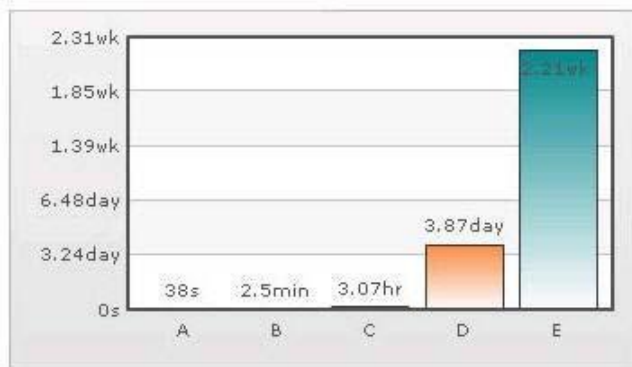 2.31wk
1.85wk
1.39wk
6.48day
3.24day
0s
38s
2.5min
3.07hr
3.87day
2.21wk
A
B
C
D
E